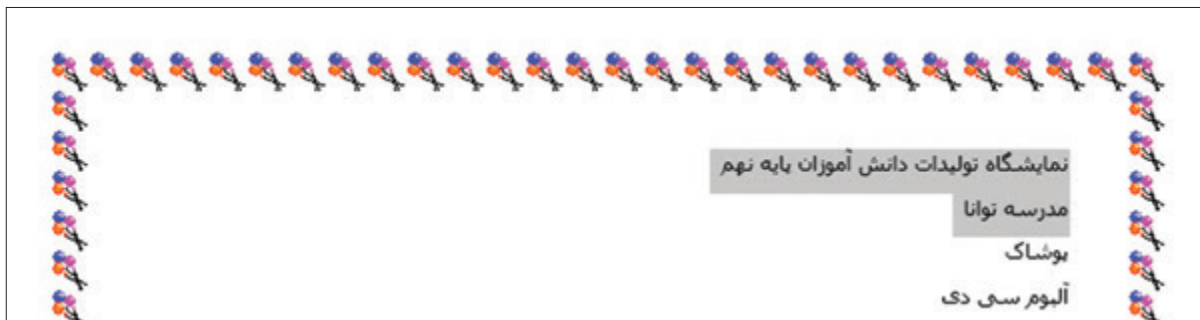 نمایشگاه تولیدات دانش آموزان پایه نهم
مدرسه توانا
پوشاک
آلبوم سی دی